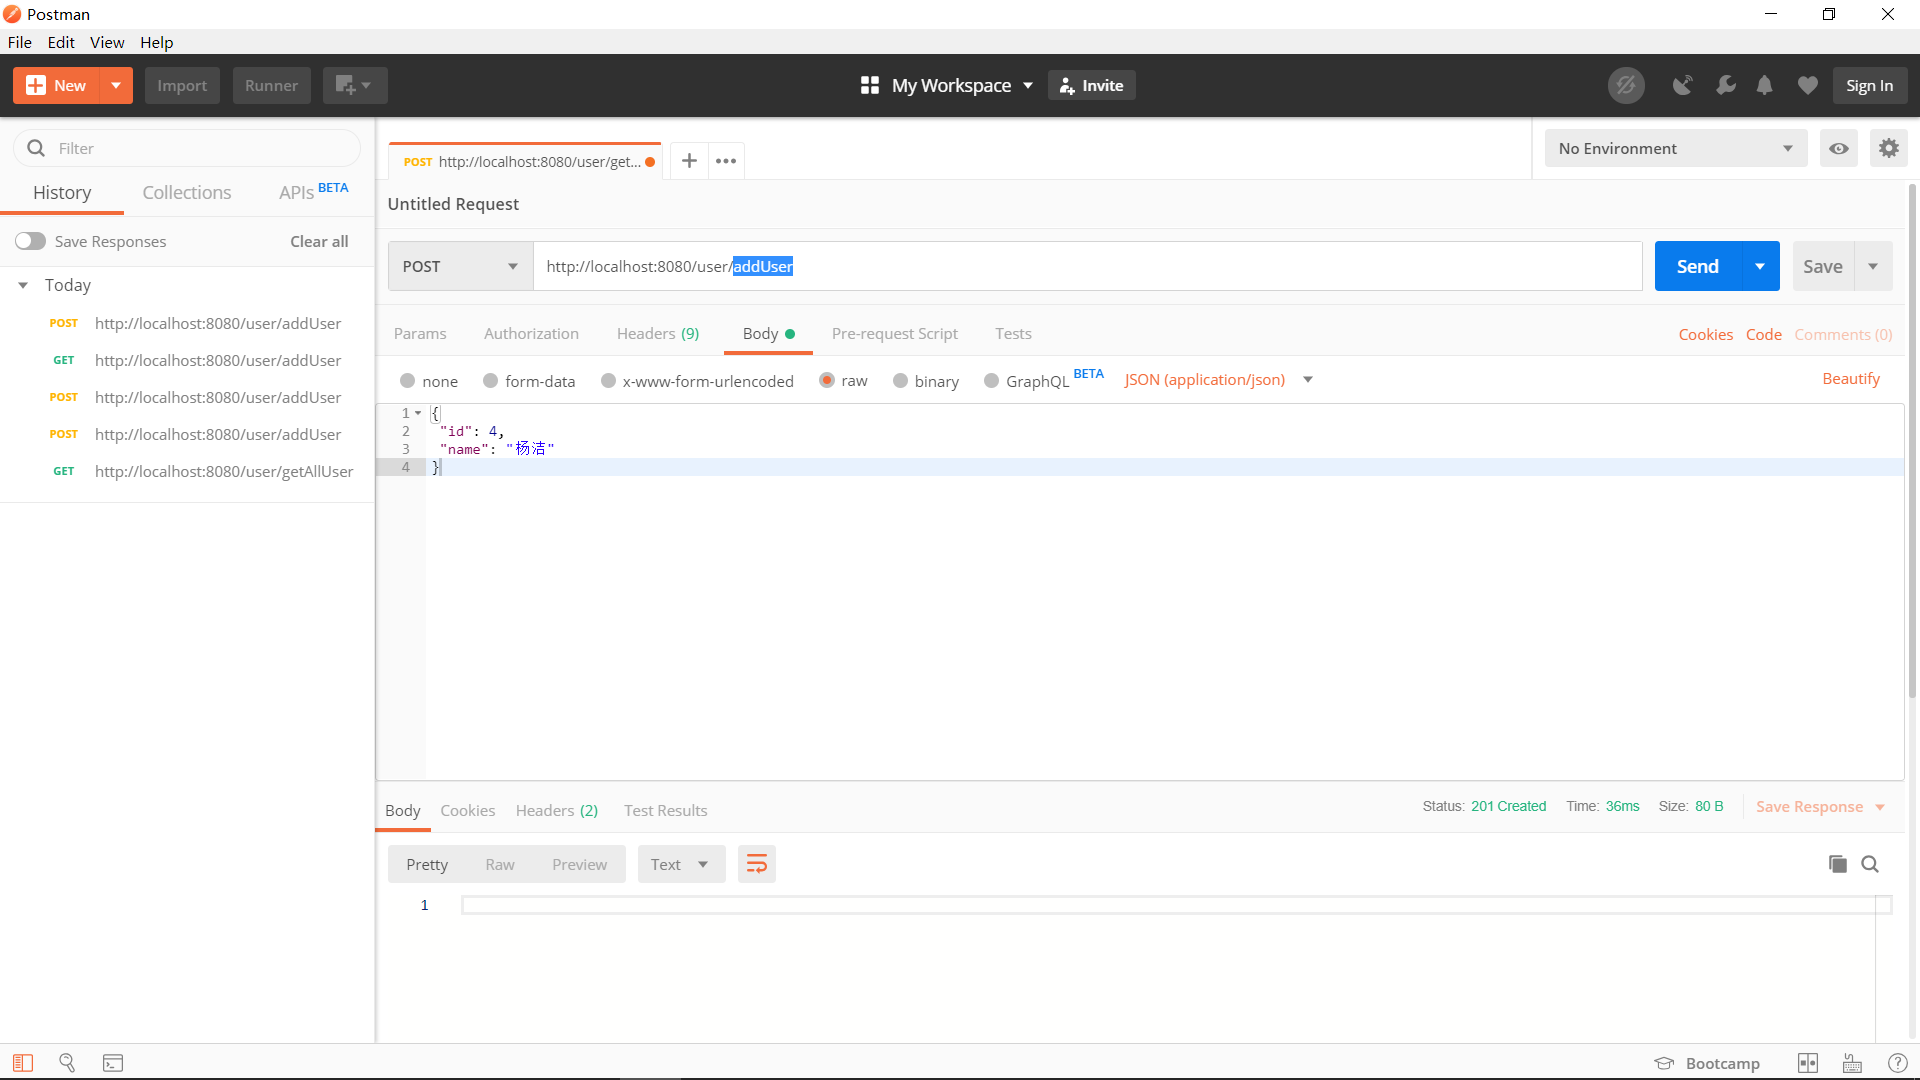 Postman
File Edit View Help
New Import Runner My Workspace Invite Sign In
Filter
History Collections APIs BETA
Save Responses Clear all
Today
POST http://localhost:8080/user/addUser
GET http://localhost:8080/user/addUser
POST http://localhost:8080/user/addUser
POST http://localhost:8080/user/addUser
GET http://localhost:8080/user/getAllUser
POST http://localhost:8080/user/get...
No Environment
Untitled Request
POST http://localhost:8080/user/addUser Send Save
Params Authorization Headers (9) Body Pre-request Script Tests Cookies Code Comments (0)
none form-data x-www-form-urlencoded raw binary GraphQL BETA JSON (application/json) Beautify
1 {
2 "id": 4,
3 "name": "杨洁"
4 }
Body Cookies Headers (2) Test Results Status: 201 Created Time: 36ms Size: 80 B Save Response
Pretty Raw Preview Text
1
Bootcamp